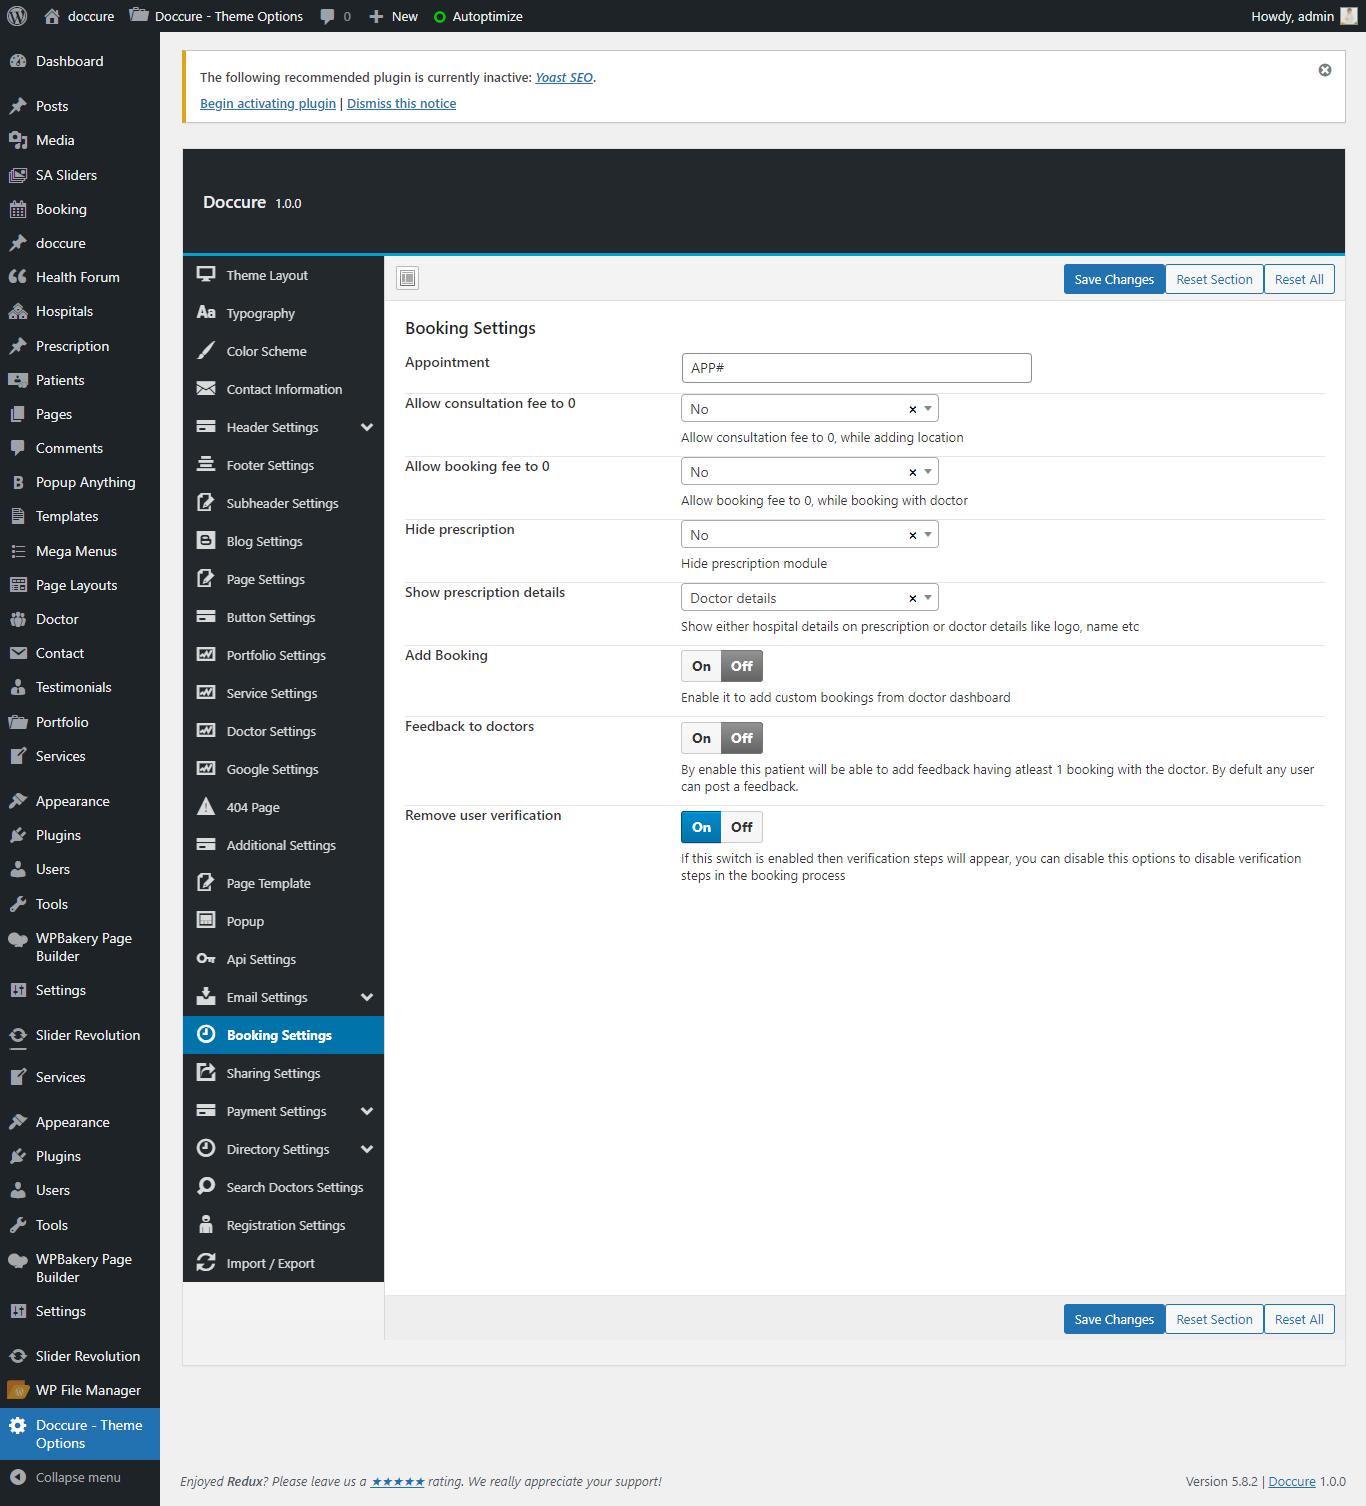 doccure
Doccure - Theme Options
0
New
Autoptimize
Howdy, admin
Dashboard
Posts
Media
SA Sliders
Booking
doccure
Health Forum
Hospitals
Prescription
Patients
Pages
Comments
Popup Anything
Templates
Mega Menus
Page Layouts
Doctor
Contact
Testimonials
Portfolio
Services
Appearance
Plugins
Users
Tools
WPBakery Page
Builder
Settings
Slider Revolution
Services
Appearance
Plugins
Users
Tools
WPBakery Page
Builder
Settings
Slider Revolution
WP File Manager
Doccure - Theme
Options
Collapse menu
The following recommended plugin is currently inactive: Yoast SEO.
Begin activating plugin | Dismiss this notice
Doccure 1.0.0
Theme Layout
Typography
Color Scheme
Contact Information
Header Settings
Footer Settings
Subheader Settings
Blog Settings
Page Settings
Button Settings
Portfolio Settings
Service Settings
Doctor Settings
Google Settings
404 Page
Additional Settings
Page Template
Popup
Api Settings
Email Settings
Booking Settings
Sharing Settings
Payment Settings
Directory Settings
Search Doctors Settings
Registration Settings
Import / Export
Save Changes
Reset Section
Reset All
Booking Settings
Appointment
APP#
Allow consultation fee to 0
No
Allow consultation fee to 0, while adding location
Allow booking fee to 0
No
Allow booking fee to 0, while booking with doctor
Hide prescription
No
Hide prescription module
Show prescription details
Doctor details
Show either hospital details on prescription or doctor details like logo, name etc
Add Booking
On Off
Enable it to add custom bookings from doctor dashboard
Feedback to doctors
On Off
By enable this patient will be able to add feedback having atleast 1 booking with the doctor. By defult any user
can post a feedback.
Remove user verification
On Off
If this switch is enabled then verification steps will appear, you can disable this options to disable verification
steps in the booking process
Save Changes
Reset Section
Reset All
Enjoyed Redux? Please leave us a ★★★★★ rating. We really appreciate your support!
Version 5.8.2 | Doccure 1.0.0